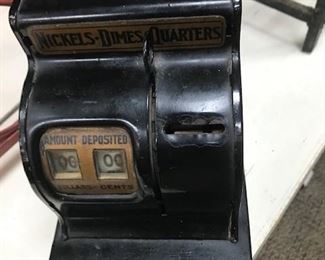 NICKELS-DIMES-QUARTERS
AMOUNT DEPOSITED
00 00
DOLLARS-CENTS